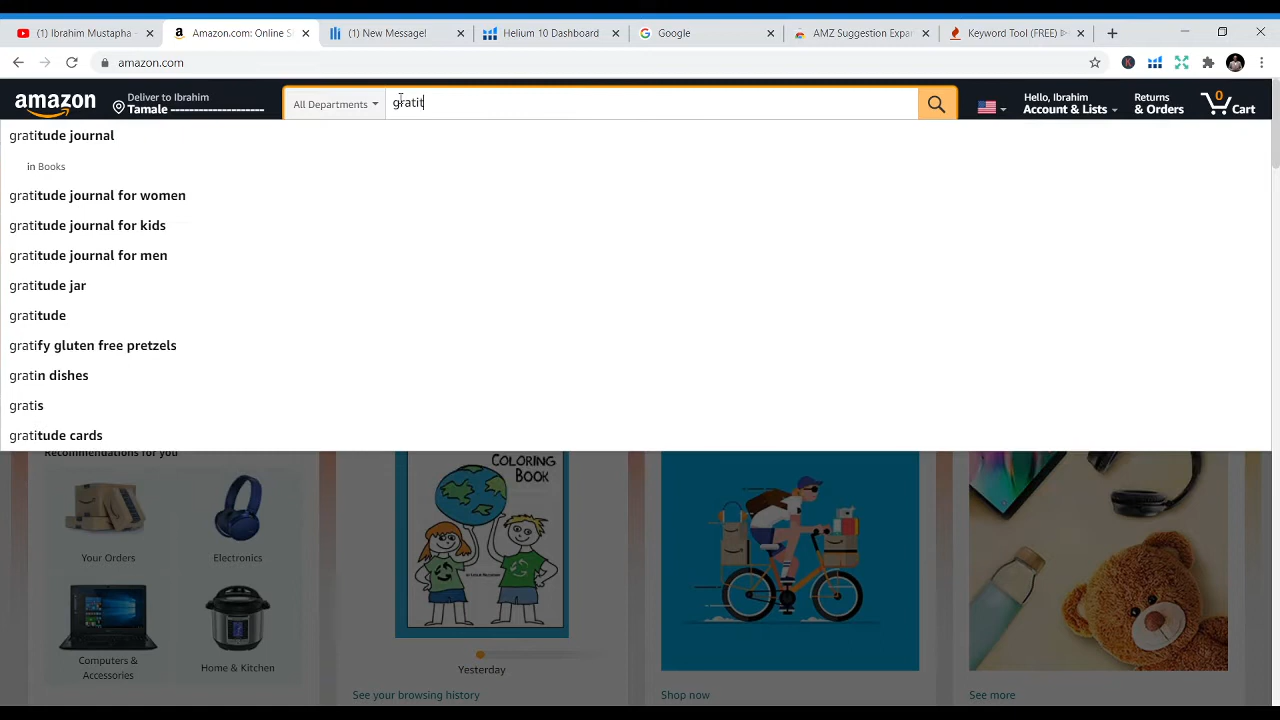 (1) Ibrahim Mustapha
Amazon.com: Online S
(1) New Message!
Helium 10 Dashboard
Google
AMZ Suggestion Expa
Keyword Tool (FREE)
amazon.com
K
amazon
Deliver to Ibrahim
Tamale ------------------
All Departments
gratit
Hello, Ibrahim
Account & Lists
Returns
& Orders
0
Cart
gratitude journal
in Books
gratitude journal for women
gratitude journal for kids
gratitude journal for men
gratitude jar
gratitude
gratify gluten free pretzels
gratin dishes
gratis
gratitude cards
Recommendations for you
COLORING
BOOK
Your Orders
Electronics
Computers &
Accessories
Home & Kitchen
Yesterday
See your browsing history
Shop now
See more